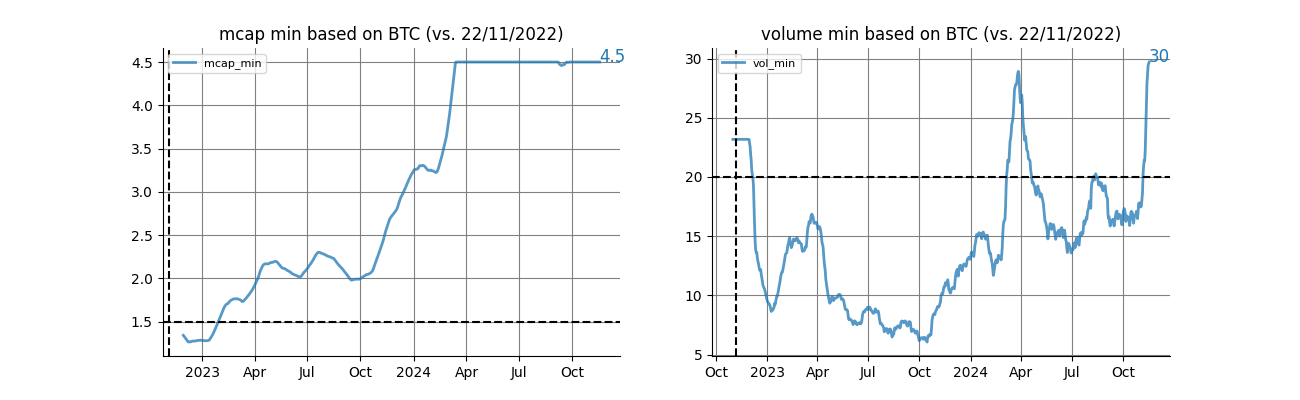 mcap min based on BTC (vs. 22/11/2022)
mcap_min
4.5
4.5
4.0
3.5
3.0
2.5
2.0
1.5
2023 Apr Jul Oct 2024 Apr Jul Oct
volume min based on BTC (vs. 22/11/2022)
vol_min
30
30
25
20
15
10
5
Oct 2023 Apr Jul Oct 2024 Apr Jul Oct